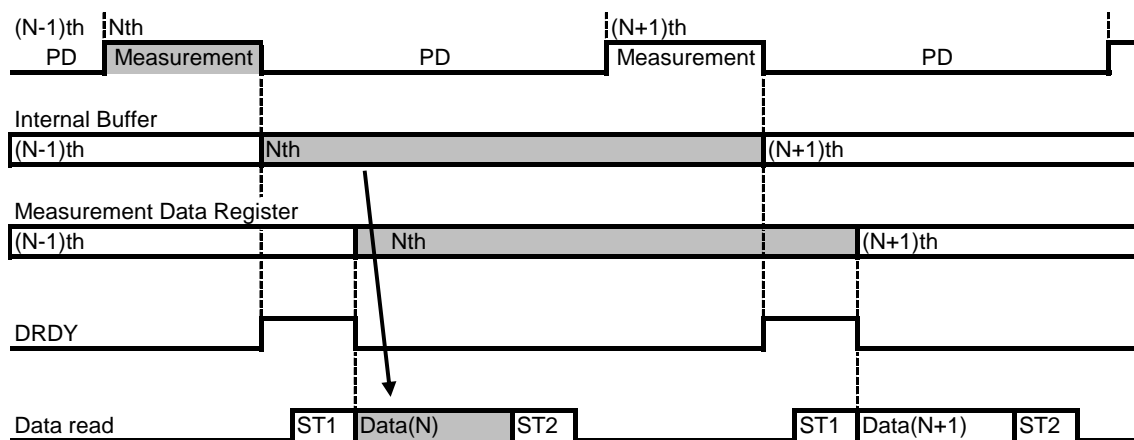 (N-1)th Nth (N+1)th
PD Measurement PD Measurement PD
Internal Buffer
(N-1)th Nth (N+1)th
Measurement Data Register
(N-1)th Nth (N+1)th
DRDY
Data read ST1 Data(N) ST2 ST1 Data(N+1) ST2